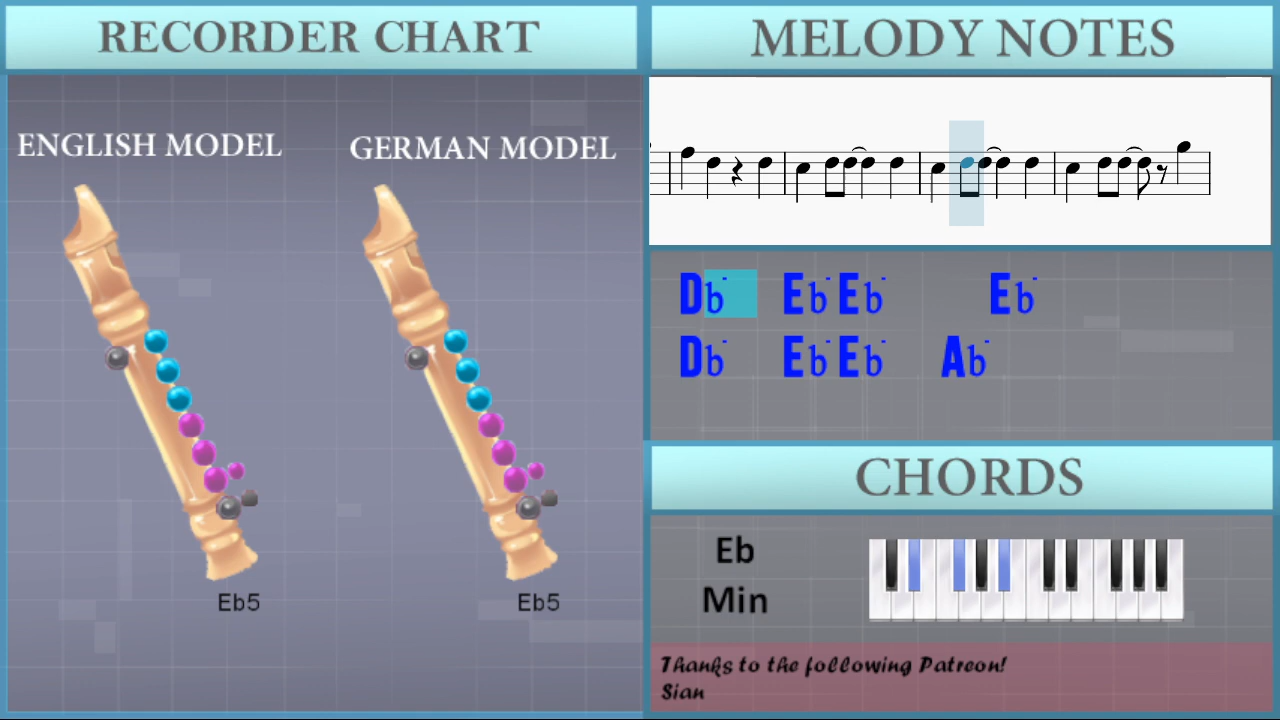 RECORDER CHART
ENGLISH MODEL
GERMAN MODEL
Eb5
Eb5
MELODY NOTES
Db- Eb- Eb- Eb-
Db- Eb- Eb- Ab-
CHORDS
Eb
Min
Thanks to the following Patreon!
Sian